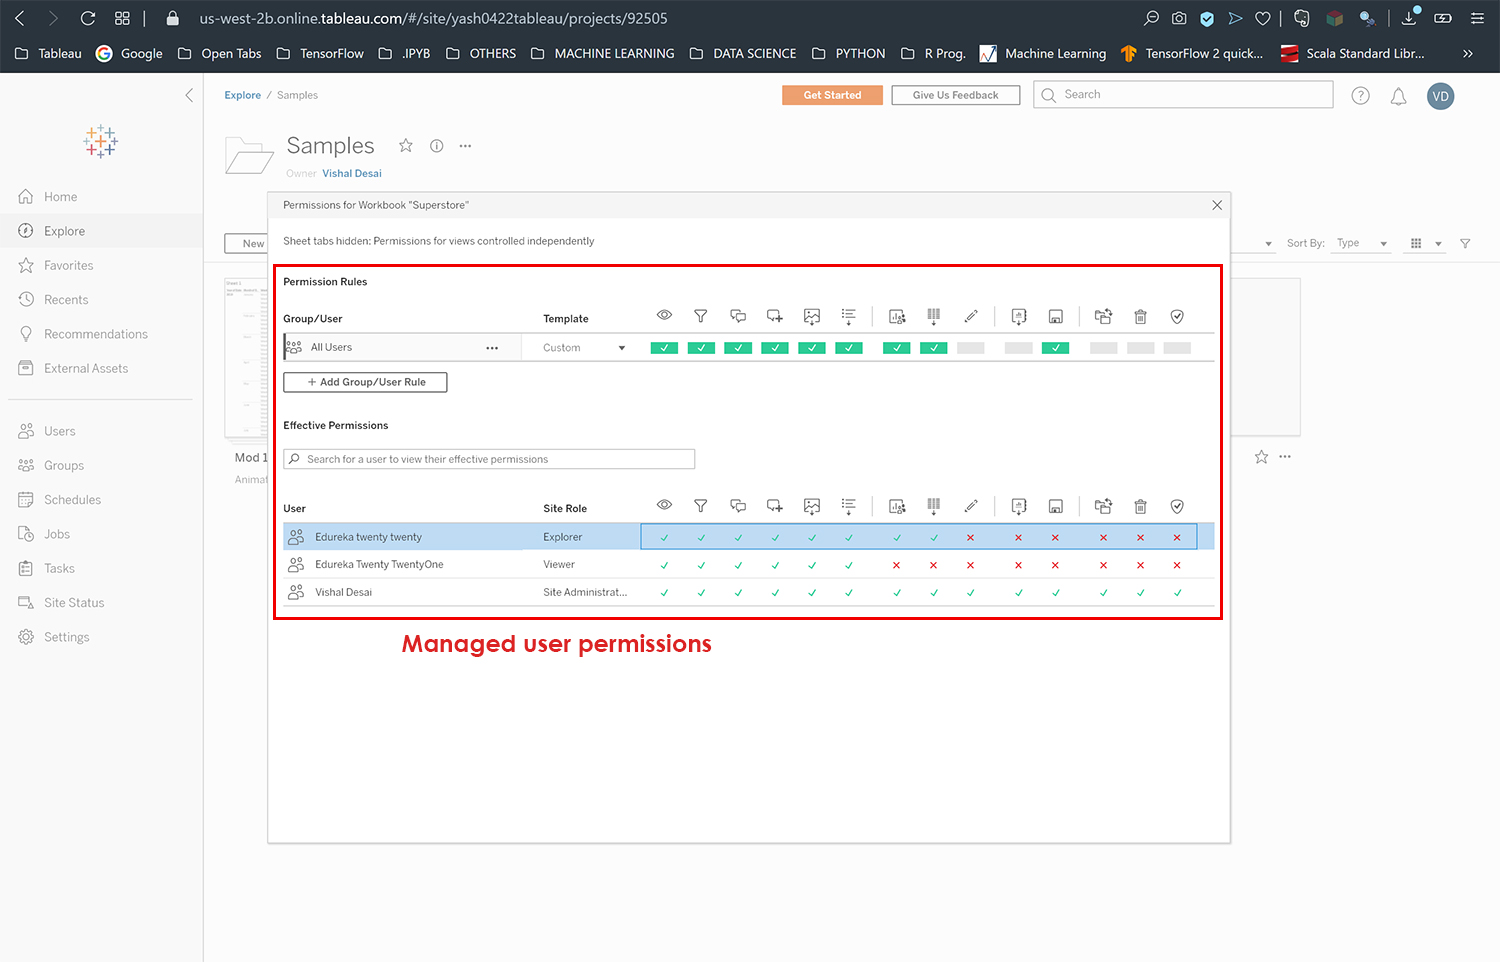 us-west-2b.online.tableau.com/#/site/yash0422tableau/projects/92505
Tableau Google Open Tabs TensorFlow .IPYB OTHERS MACHINE LEARNING DATA SCIENCE PYTHON R Prog. Machine Learning TensorFlow 2 quick... Scala Standard Libr... »
Explore / Samples Get Started Give Us Feedback Search VD
Samples
Owner Vishal Desai
Home
Explore
Favorites
Recents
Recommendations
External Assets
Users
Groups
Schedules
Jobs
Tasks
Site Status
Settings
New
Sort By: Type
Mod 1
Animat
Permissions for Workbook "Superstore"
Sheet tabs hidden: Permissions for views controlled independently
Permission Rules
Group/User Template
All Users Custom
+ Add Group/User Rule
Effective Permissions
Search for a user to view their effective permissions
User Site Role
Edureka twenty twenty Explorer
Edureka Twenty TwentyOne Viewer
Vishal Desai Site Administrat...
Managed user permissions